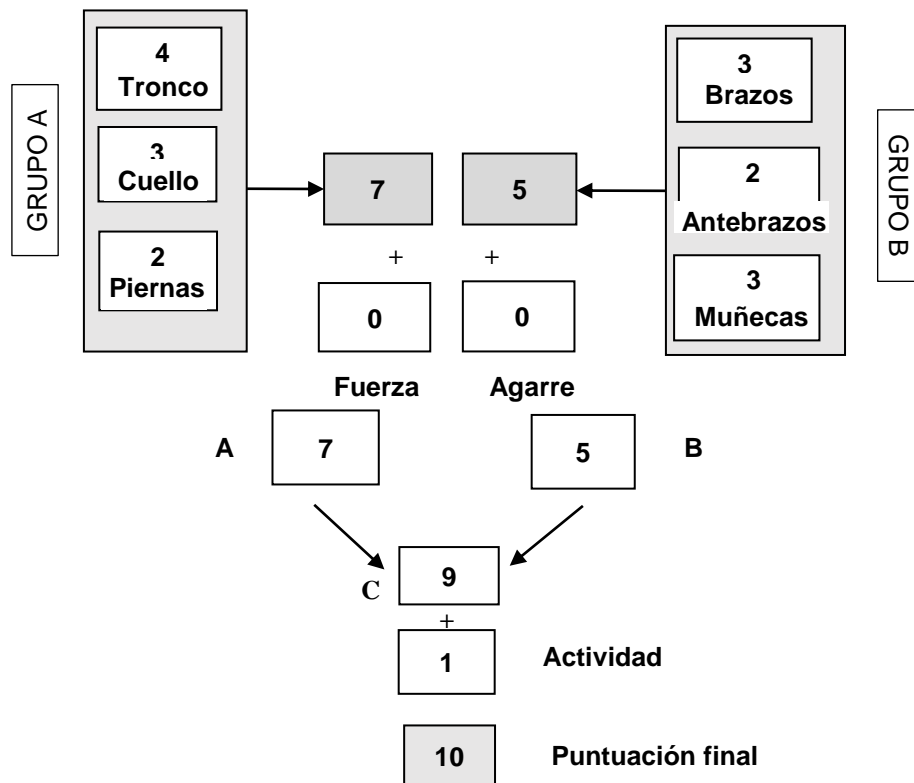 GRUPO A
4
Tronco
3
Cuello
2
Piernas
3
Brazos
2
Antebrazos
3
Muñecas
GRUPO B
7
5
+
+
0
0
Fuerza
Agarre
A
7
5
B
C
9
+
1
Actividad
10
Puntuación final